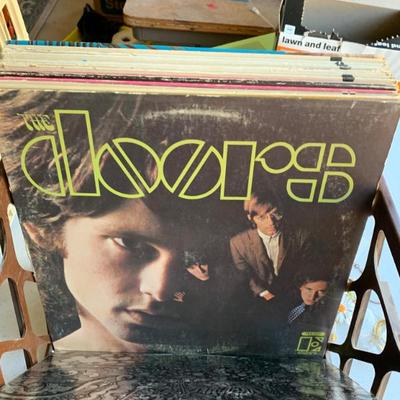 THE
doors
lawn and leaf